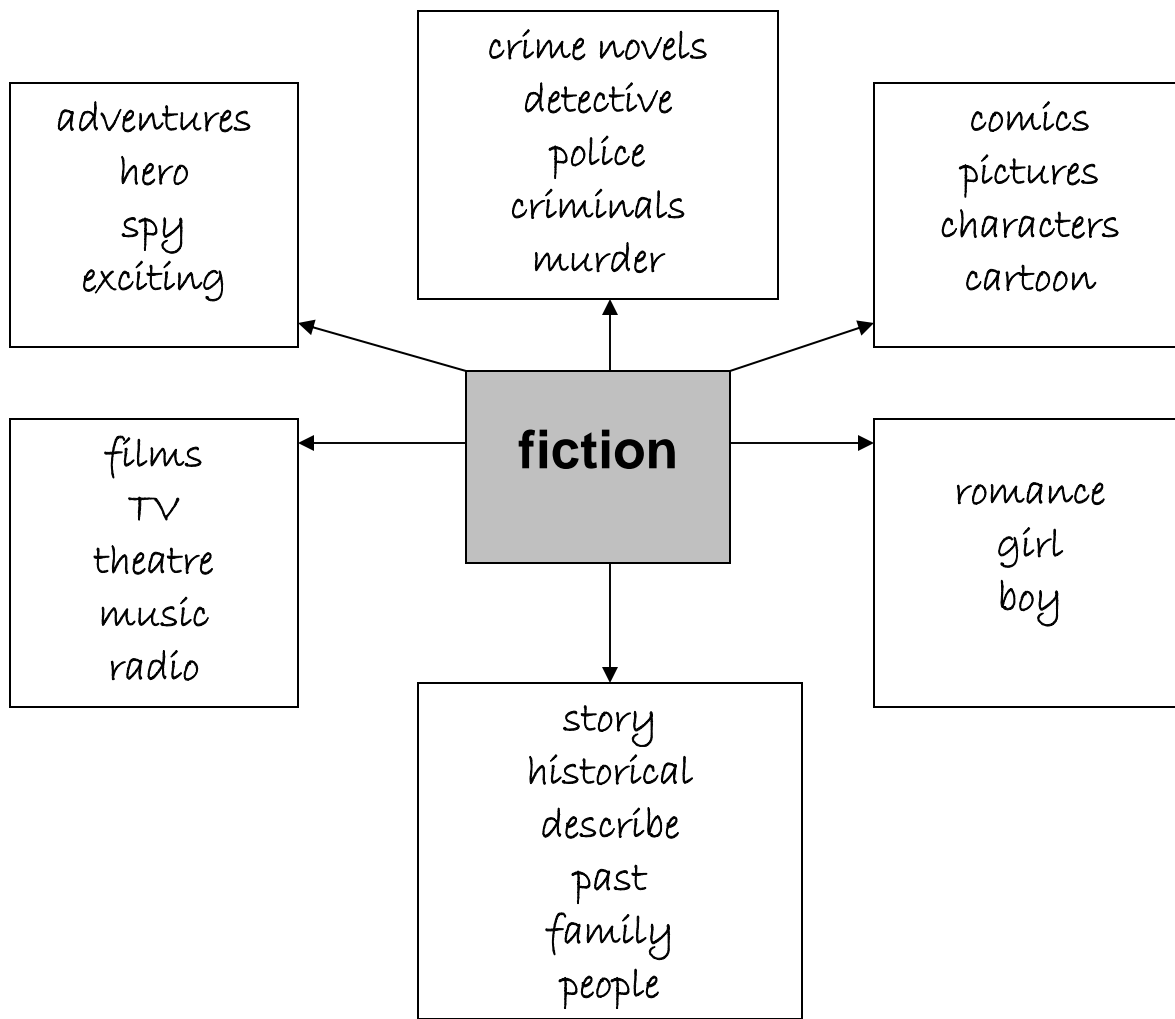 crime novels
detective
police
criminals
murder
adventures
hero
spy
exciting
comics
pictures
characters
cartoon
fiction
films
TV
theatre
music
radio
romance
girl
boy
story
historical
describe
past
family
people